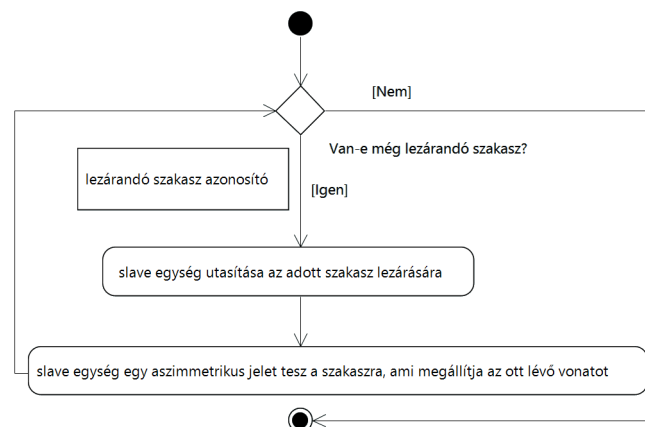 [Nem]
Van-e még lezárandó szakasz?
lezárandó szakasz azonosító
[Igen]
slave egység utasítása az adott szakasz lezárására
slave egység egy aszimmetrikus jelet tesz a szakaszra, ami megállítja az ott lévő vonatot